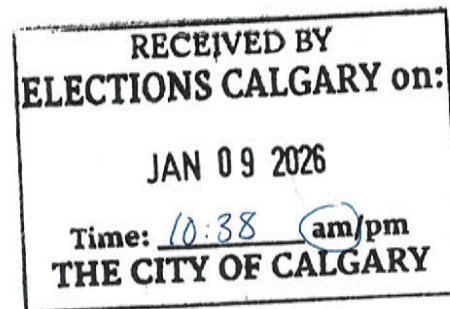 RECEIVED BY
ELECTIONS CALGARY on:
JAN 09 2026
Time: 10:38 am/pm
THE CITY OF CALGARY